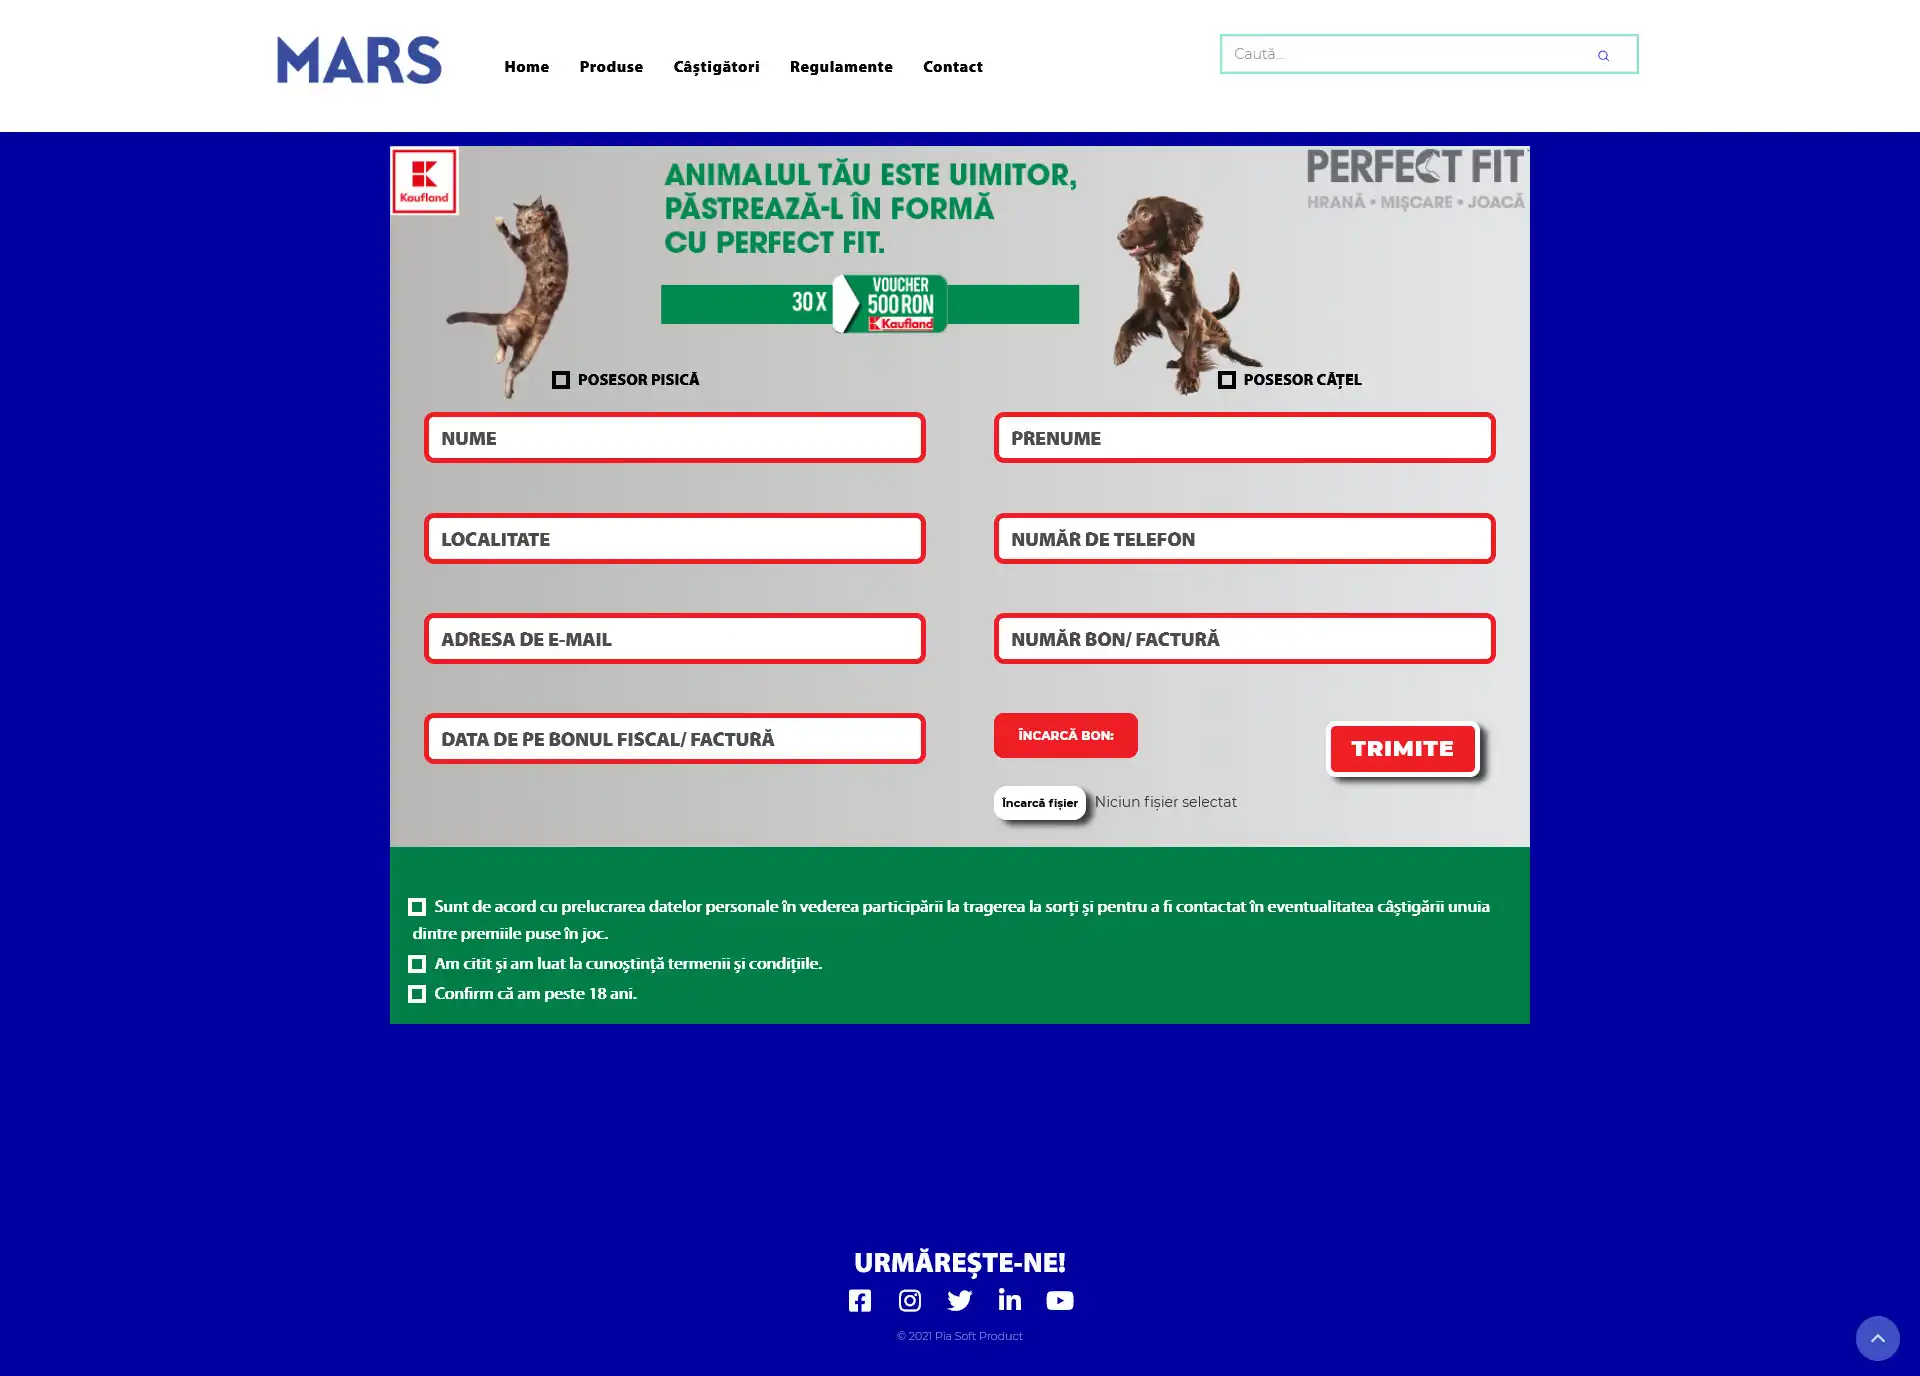 MARS
Home
Produse
Câștigători
Regulamente
Contact
Caută...
Kaufland
ANIMALUL TĂU ESTE UIMITOR,
PĂSTREAZĂ-L ÎN FORMĂ
CU PERFECT FIT.
30 X
VOUCHER
500 RON
Kaufland
PERFECT FIT
HRANĂ • MIȘCARE • JOACĂ
POSESOR PISICĂ
POSESOR CĂȚEL
NUME
PRENUME
LOCALITATE
NUMĂR DE TELEFON
ADRESA DE E-MAIL
NUMĂR BON/ FACTURĂ
DATA DE PE BONUL FISCAL/ FACTURĂ
ÎNCARCĂ BON:
TRIMITE
Încarcă fișier
Niciun fișier selectat
Sunt de acord cu prelucrarea datelor personale în vederea participării la tragerea la sorți și pentru a fi contactat în eventualitatea câștigării unuia
dintre premiile puse în joc.
Am citit și am luat la cunoștință termenii și condițiile.
Confirm că am peste 18 ani.
URMĂREȘTE-NE!
© 2021 Pia Soft Product